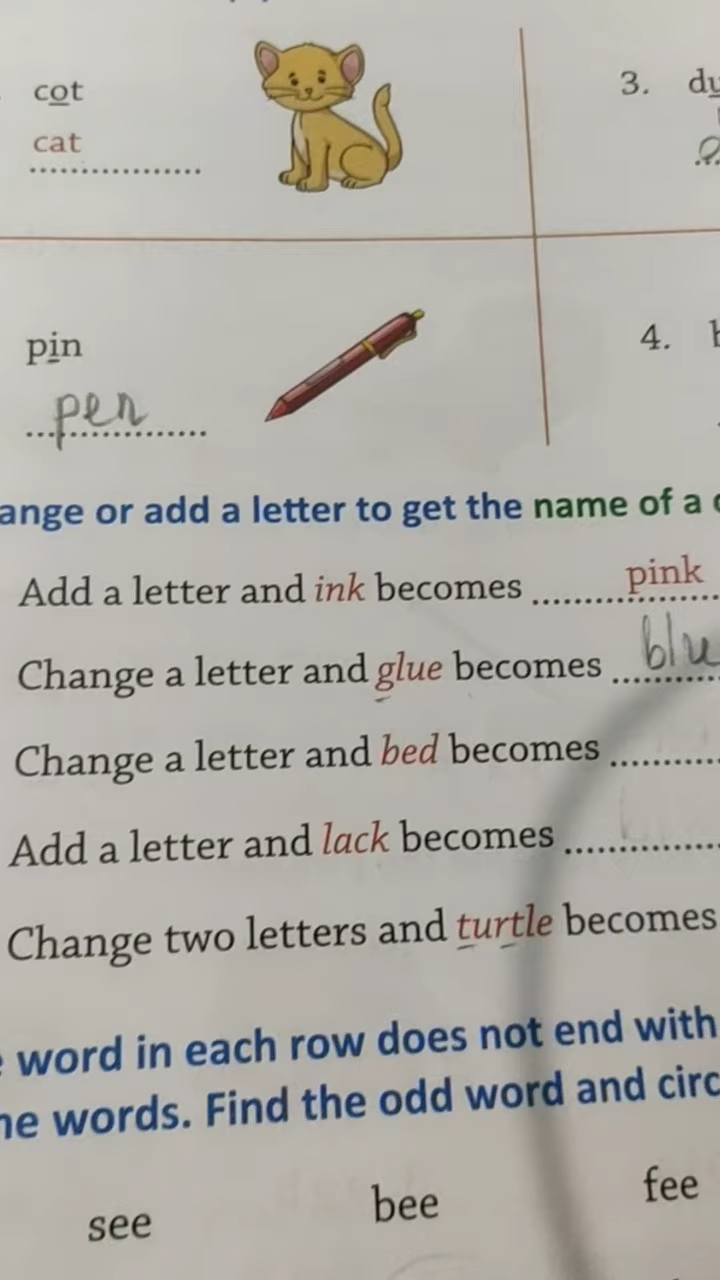 cot
cat
3.
pin
4.
pen
ange or add a letter to get the name of a
Add a letter and ink becomes pink
Change a letter and glue becomes blu
Change a letter and bed becomes
Add a letter and lack becomes
Change two letters and turtle becomes
word in each row does not end with
words. Find the odd word and circ
see bee fee